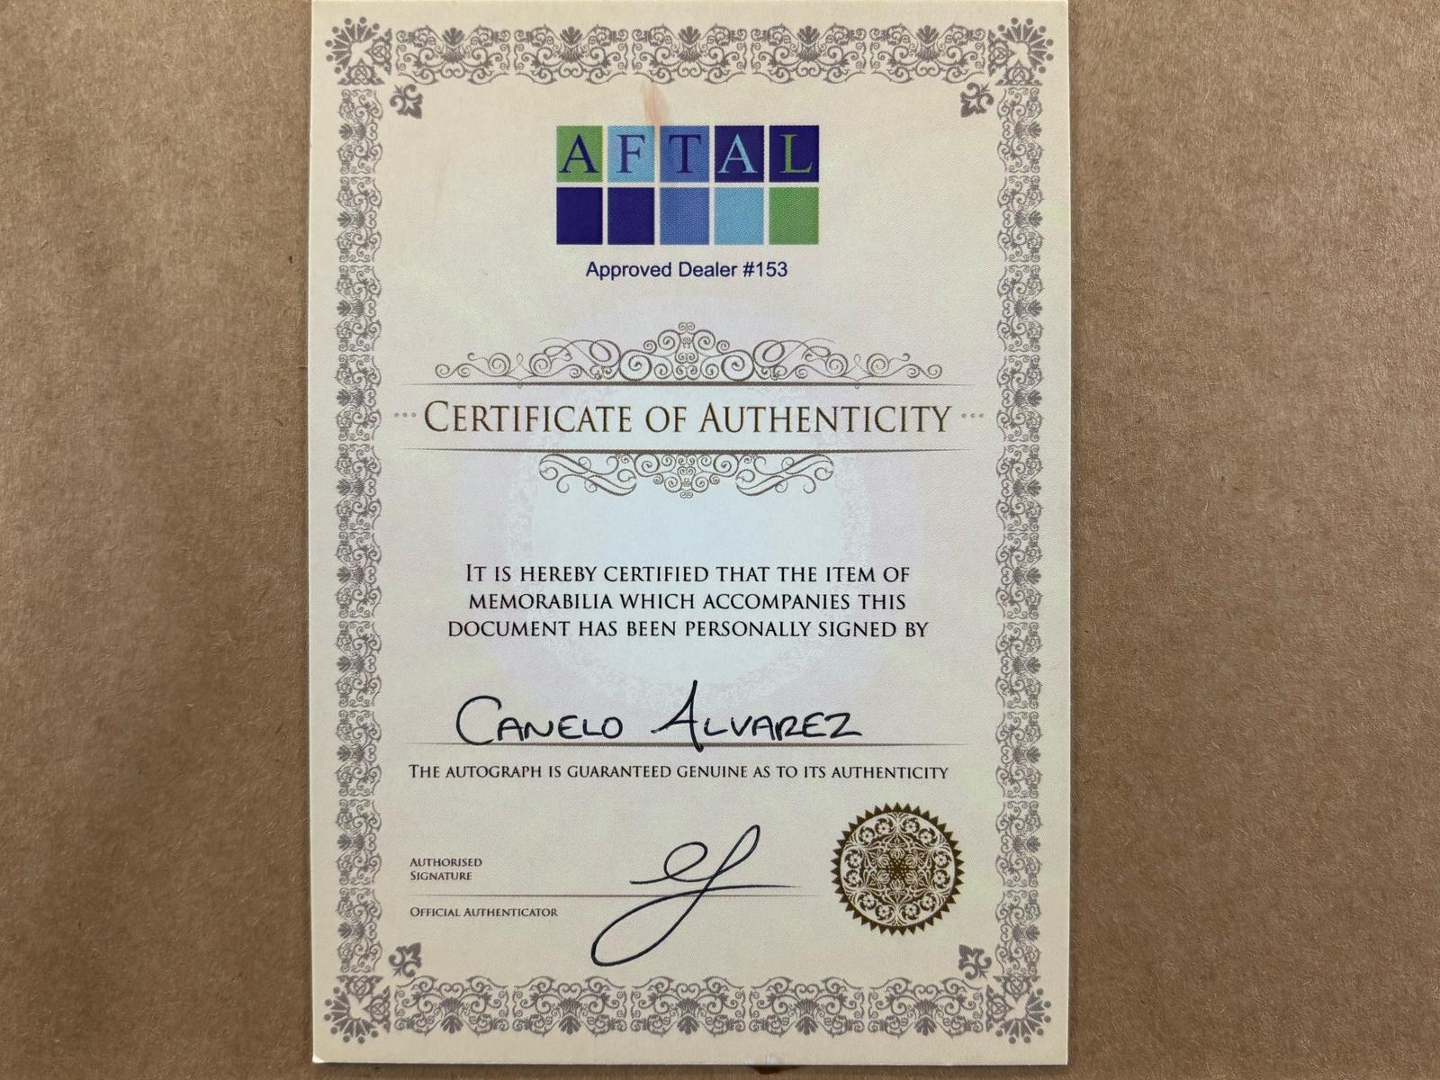 AFTAL
Approved Dealer #153
Certificate of Authenticity
It is hereby certified that the item of
memorabilia which accompanies this
document has been personally signed by
Canelo Alvarez
The autograph is guaranteed genuine as to its authenticity
Authorised
Signature
Official Authenticator